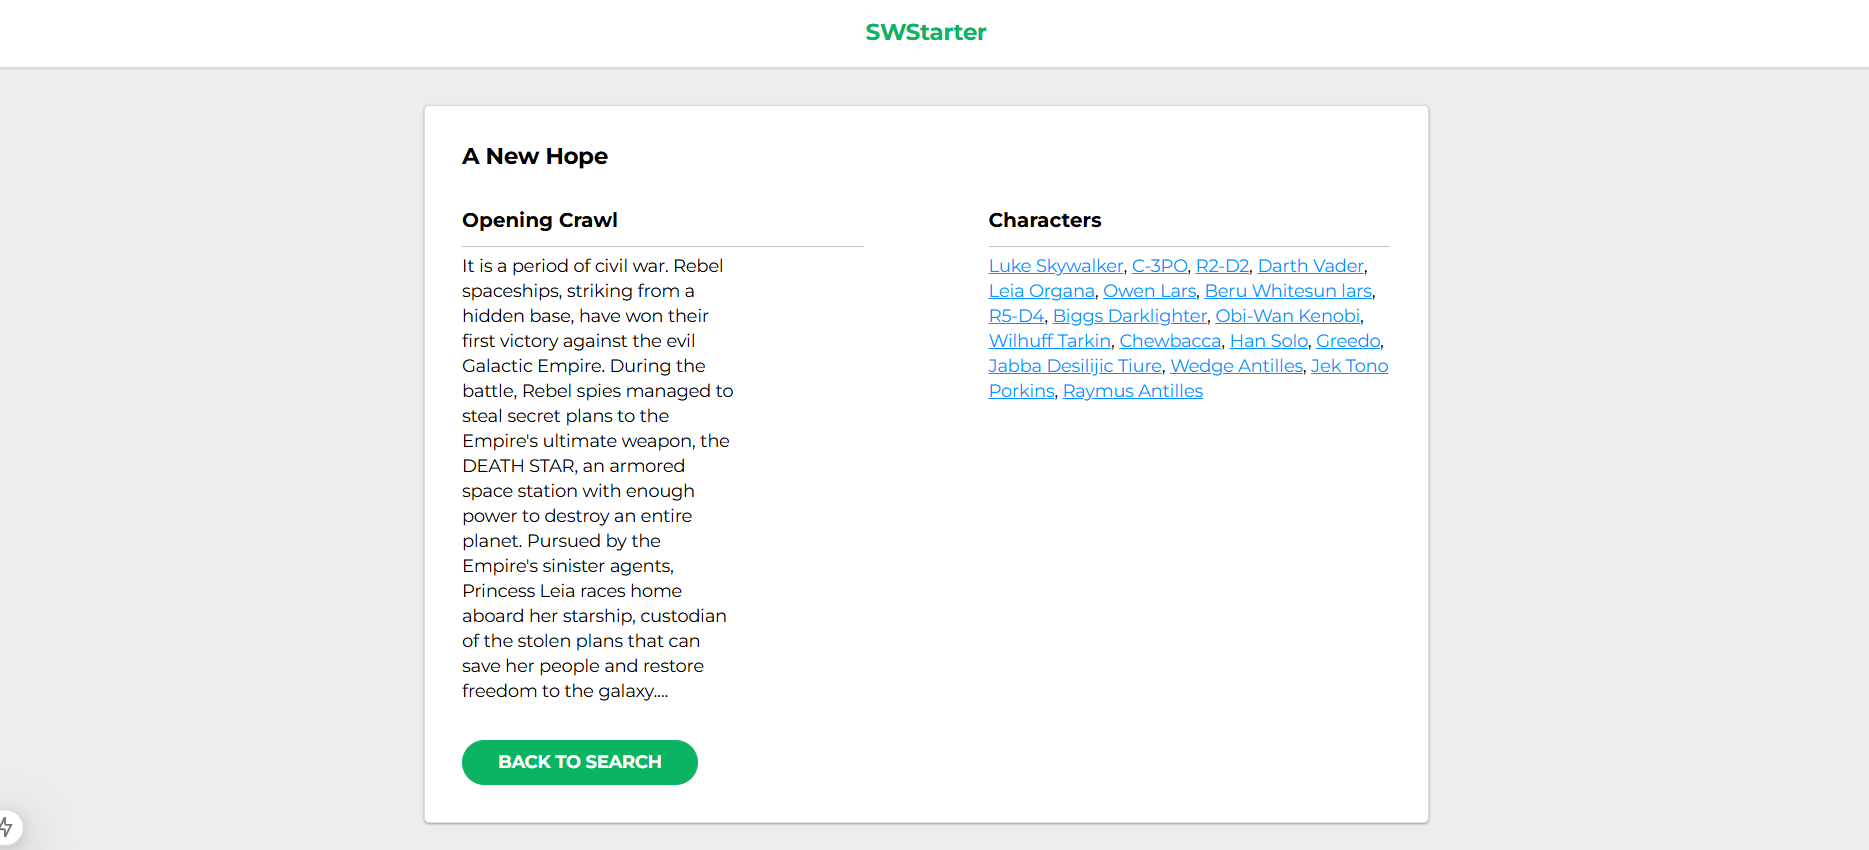 SWStarter
A New Hope
Opening Crawl
It is a period of civil war. Rebel
spaceships, striking from a
hidden base, have won their
first victory against the evil
Galactic Empire. During the
battle, Rebel spies managed to
steal secret plans to the
Empire's ultimate weapon, the
DEATH STAR, an armored
space station with enough
power to destroy an entire
planet. Pursued by the
Empire's sinister agents,
Princess Leia races home
aboard her starship, custodian
of the stolen plans that can
save her people and restore
freedom to the galaxy....
Characters
Luke Skywalker, C-3PO, R2-D2, Darth Vader,
Leia Organa, Owen Lars, Beru Whitesun lars,
R5-D4, Biggs Darklighter, Obi-Wan Kenobi,
Wilhuff Tarkin, Chewbacca, Han Solo, Greedo,
Jabba Desilijic Tiure, Wedge Antilles, Jek Tono
Porkins, Raymus Antilles
BACK TO SEARCH